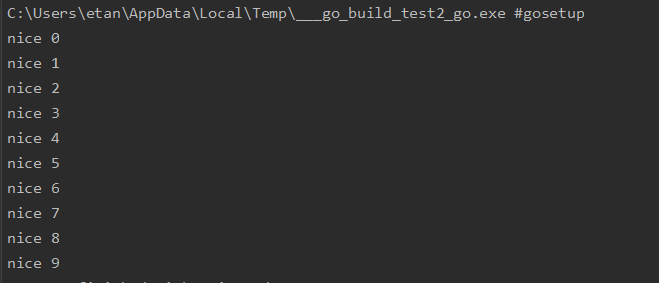 C:\Users\etan\AppData\Local\Temp\___go_build_test2_go.exe #gosetup
nice 0
nice 1
nice 2
nice 3
nice 4
nice 5
nice 6
nice 7
nice 8
nice 9